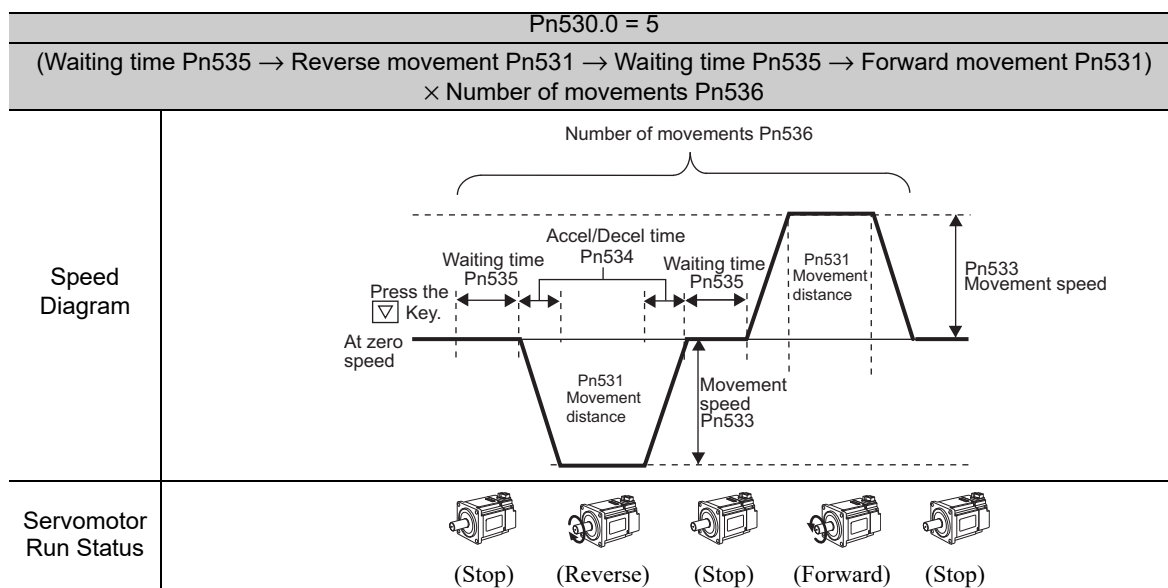 Pn530.0 = 5
(Waiting time Pn535 → Reverse movement Pn531 → Waiting time Pn535 → Forward movement Pn531)
× Number of movements Pn536
Speed
Diagram
Number of movements Pn536
Accel/Decel time
Pn534
Waiting time
Pn535
Waiting time
Pn535
Press the
▽ Key.
At zero
speed
Pn531
Movement
distance
Pn533
Movement speed
Pn531
Movement
distance
Movement
speed
Pn533
Servomotor
Run Status
(Stop) (Reverse) (Stop) (Forward) (Stop)